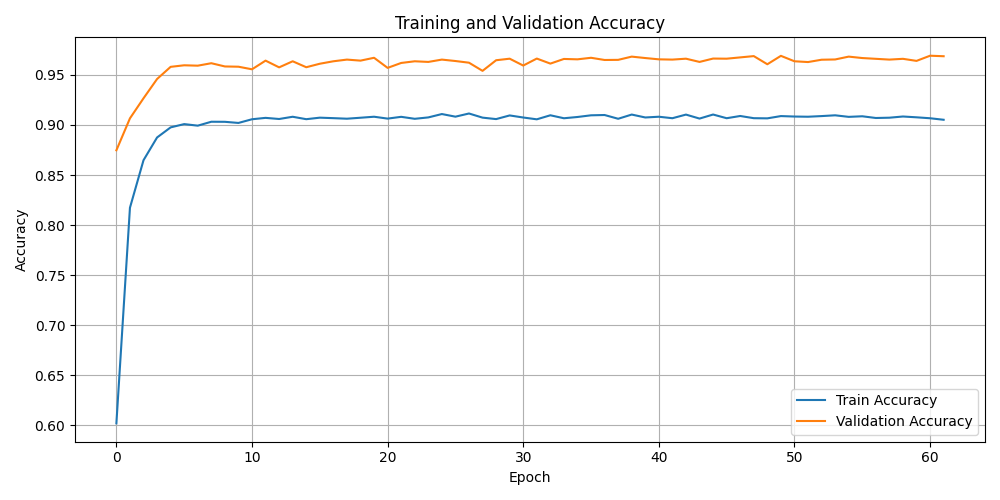 Training and Validation Accuracy
Accuracy
0.95
0.90
0.85
0.80
0.75
0.70
0.65
0.60
Train Accuracy
Validation Accuracy
0 10 20 30 40 50 60
Epoch